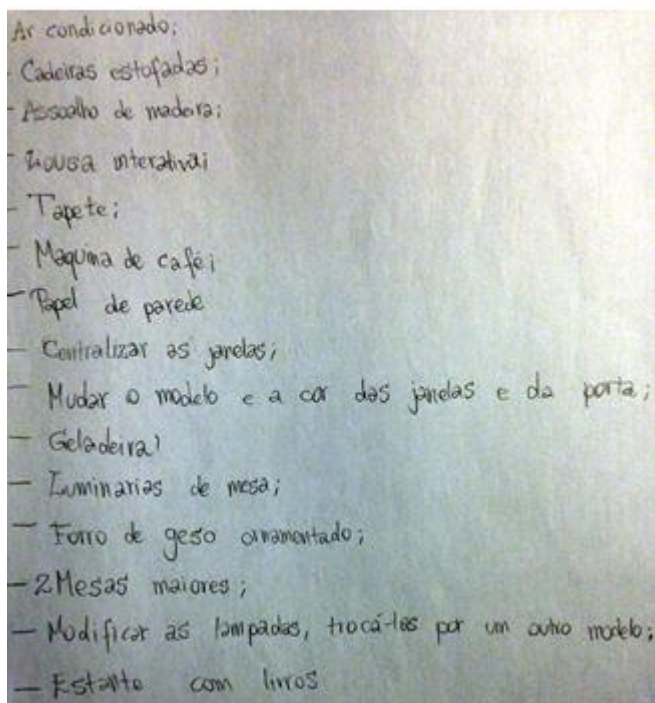 Ar condicionado;
- Cadeiras estofadas;
- Assoalho de madeira;
- Lousa interativa;
- Tapete;
- Maquina de café;
- Papel de parede
- Centralizar as janelas;
- Mudar o modelo e a cor das janelas e da porta;
- Geladeira;
- Luminarias de mesa;
- Forro de geso ornamentado;
- 2 Mesas maiores;
- Modificar as lampadas, trocá-las por um outro modelo;
- Estante com livros